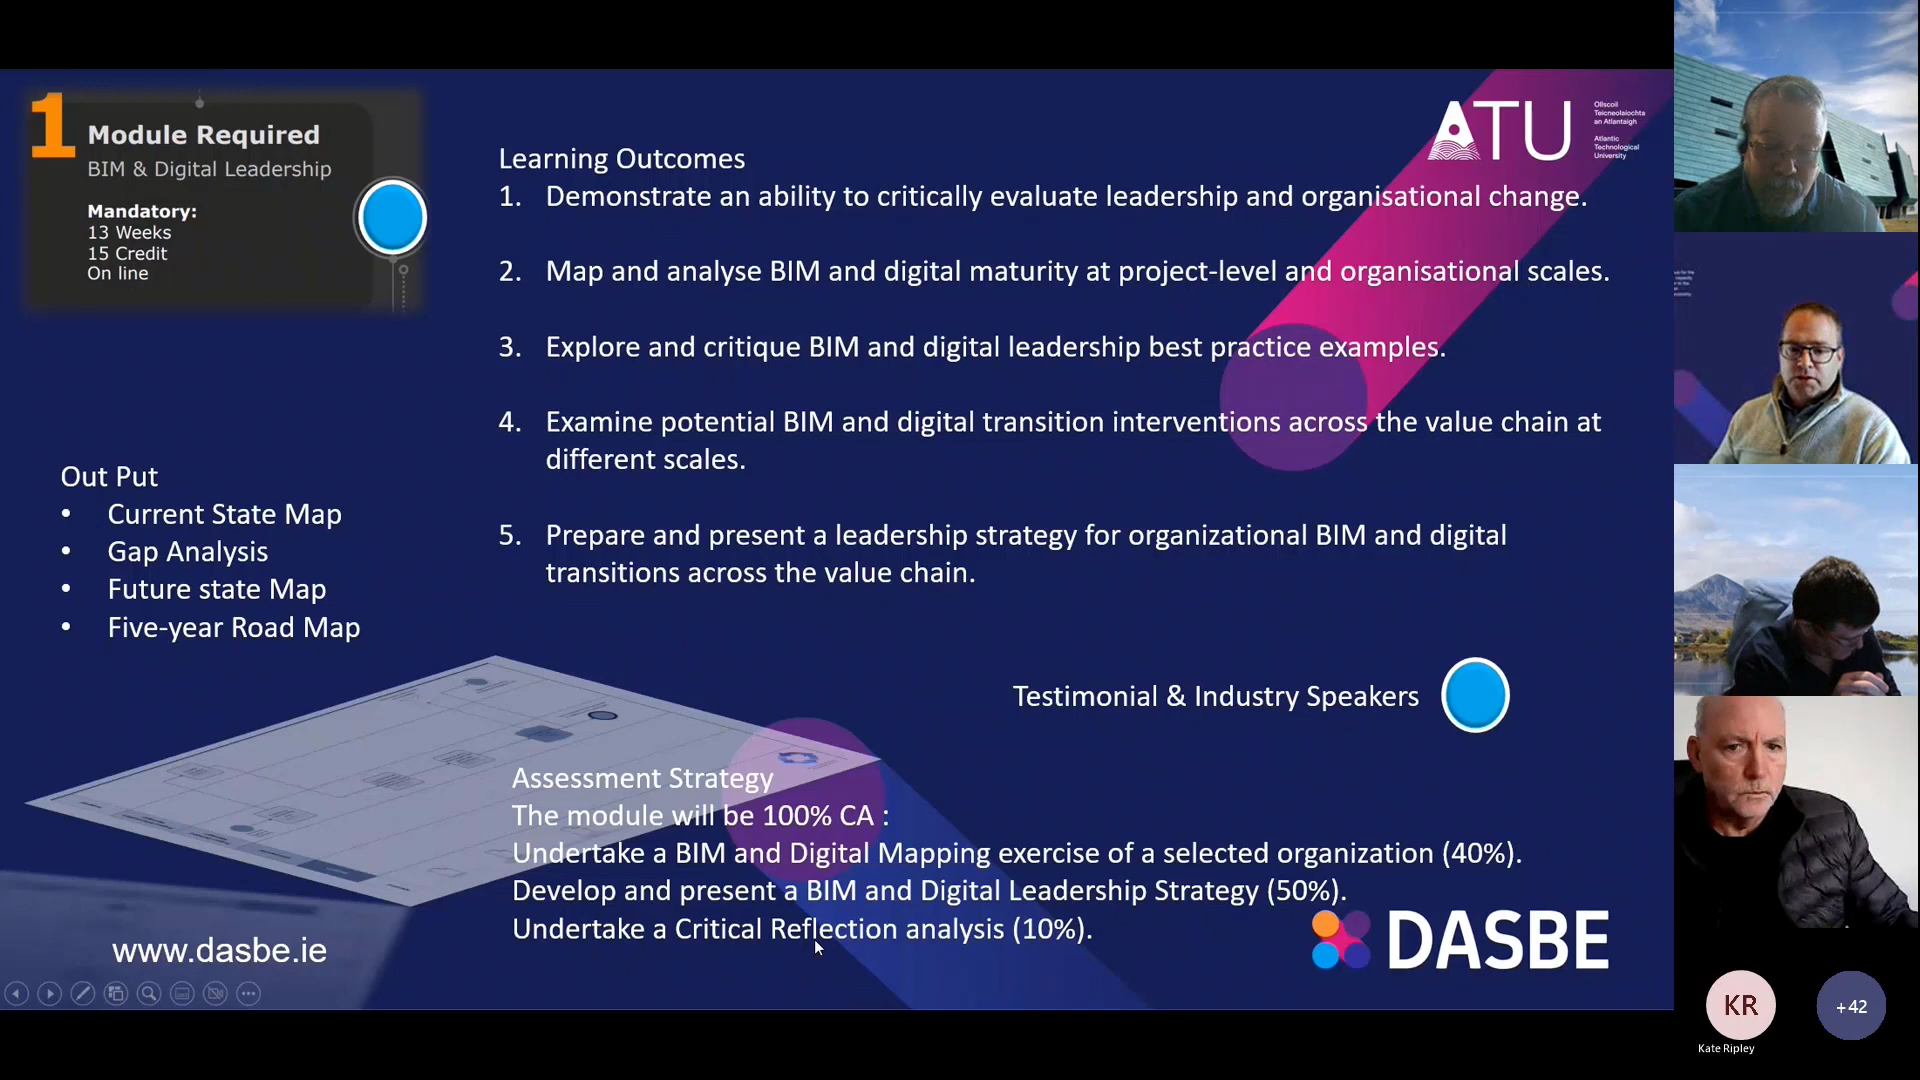 1
Module Required
BIM & Digital Leadership
Mandatory:
13 Weeks
15 Credit
On line
Out Put
• Current State Map
• Gap Analysis
• Future state Map
• Five-year Road Map
Learning Outcomes
1. Demonstrate an ability to critically evaluate leadership and organisational change.
2. Map and analyse BIM and digital maturity at project-level and organisational scales.
3. Explore and critique BIM and digital leadership best practice examples.
4. Examine potential BIM and digital transition interventions across the value chain at
different scales.
5. Prepare and present a leadership strategy for organizational BIM and digital
transitions across the value chain.
Testimonial & Industry Speakers
Assessment Strategy
The module will be 100% CA :
Undertake a BIM and Digital Mapping exercise of a selected organization (40%).
Develop and present a BIM and Digital Leadership Strategy (50%).
Undertake a Critical Reflection analysis (10%).
www.dasbe.ie
DASBE
ATU
Ollscoil
Teicneolaíochta
an Atlantaigh
Atlantic
Technological
University
KR
Kate Ripley
+42